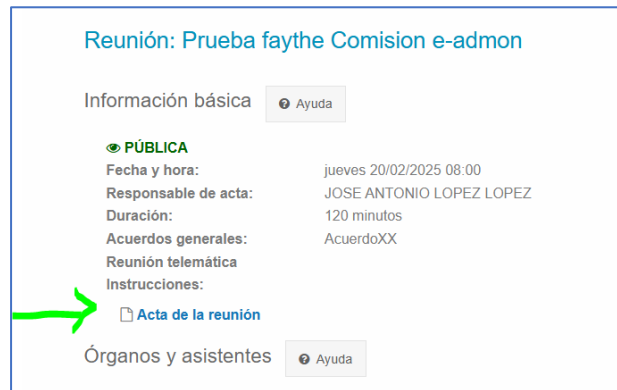 Reunión: Prueba faythe Comision e-admon
Información básica Ayuda
PÚBLICA
Fecha y hora: jueves 20/02/2025 08:00
Responsable de acta: JOSE ANTONIO LOPEZ LOPEZ
Duración: 120 minutos
Acuerdos generales: AcuerdoXX
Reunión telemática
Instrucciones:
Acta de la reunión
Órganos y asistentes Ayuda